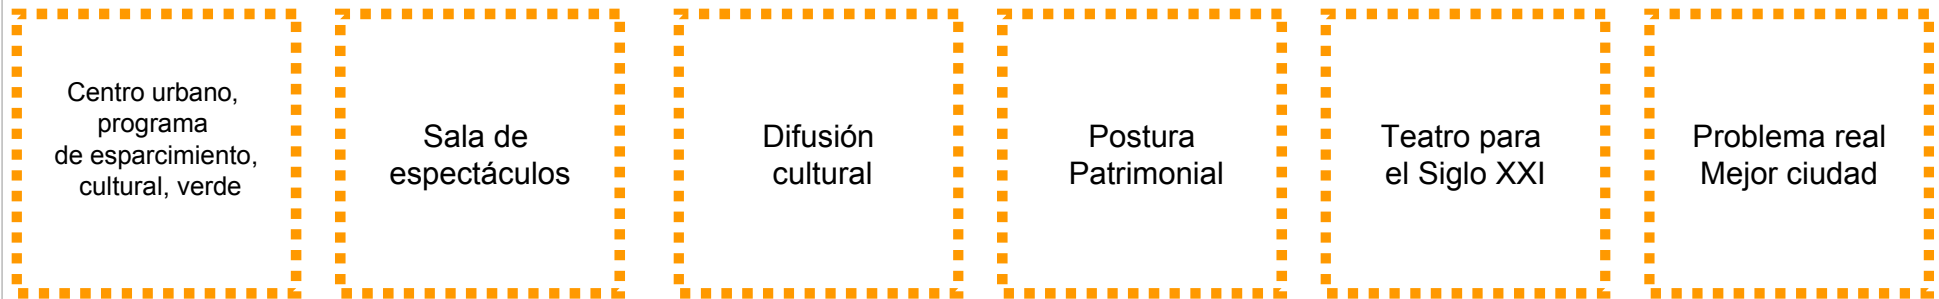 Centro urbano,
programa
de esparcimiento,
cultural, verde
Sala de
espectáculos
Difusión
cultural
Postura
Patrimonial
Teatro para
el Siglo XXI
Problema real
Mejor ciudad